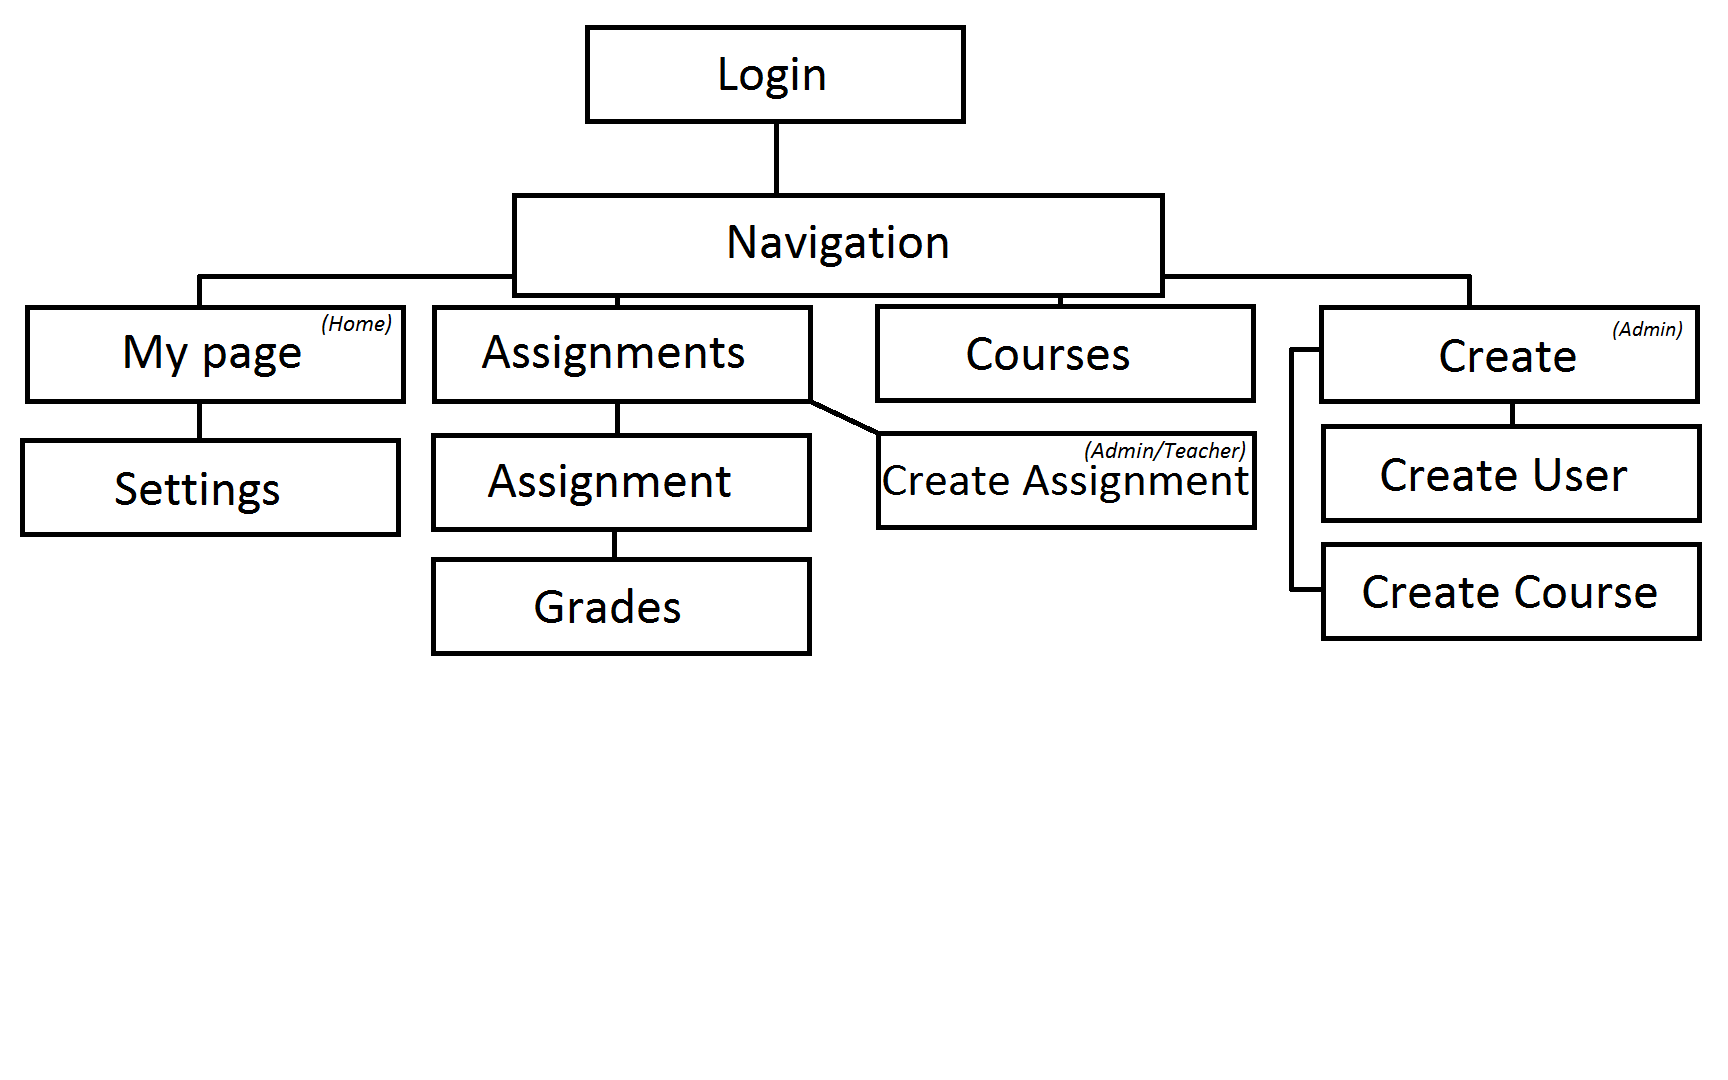 Login
Navigation
(Home)
My page
Assignments
Courses
(Admin)
Create
Settings
Assignment
(Admin/Teacher)
Create Assignment
Create User
Grades
Create Course